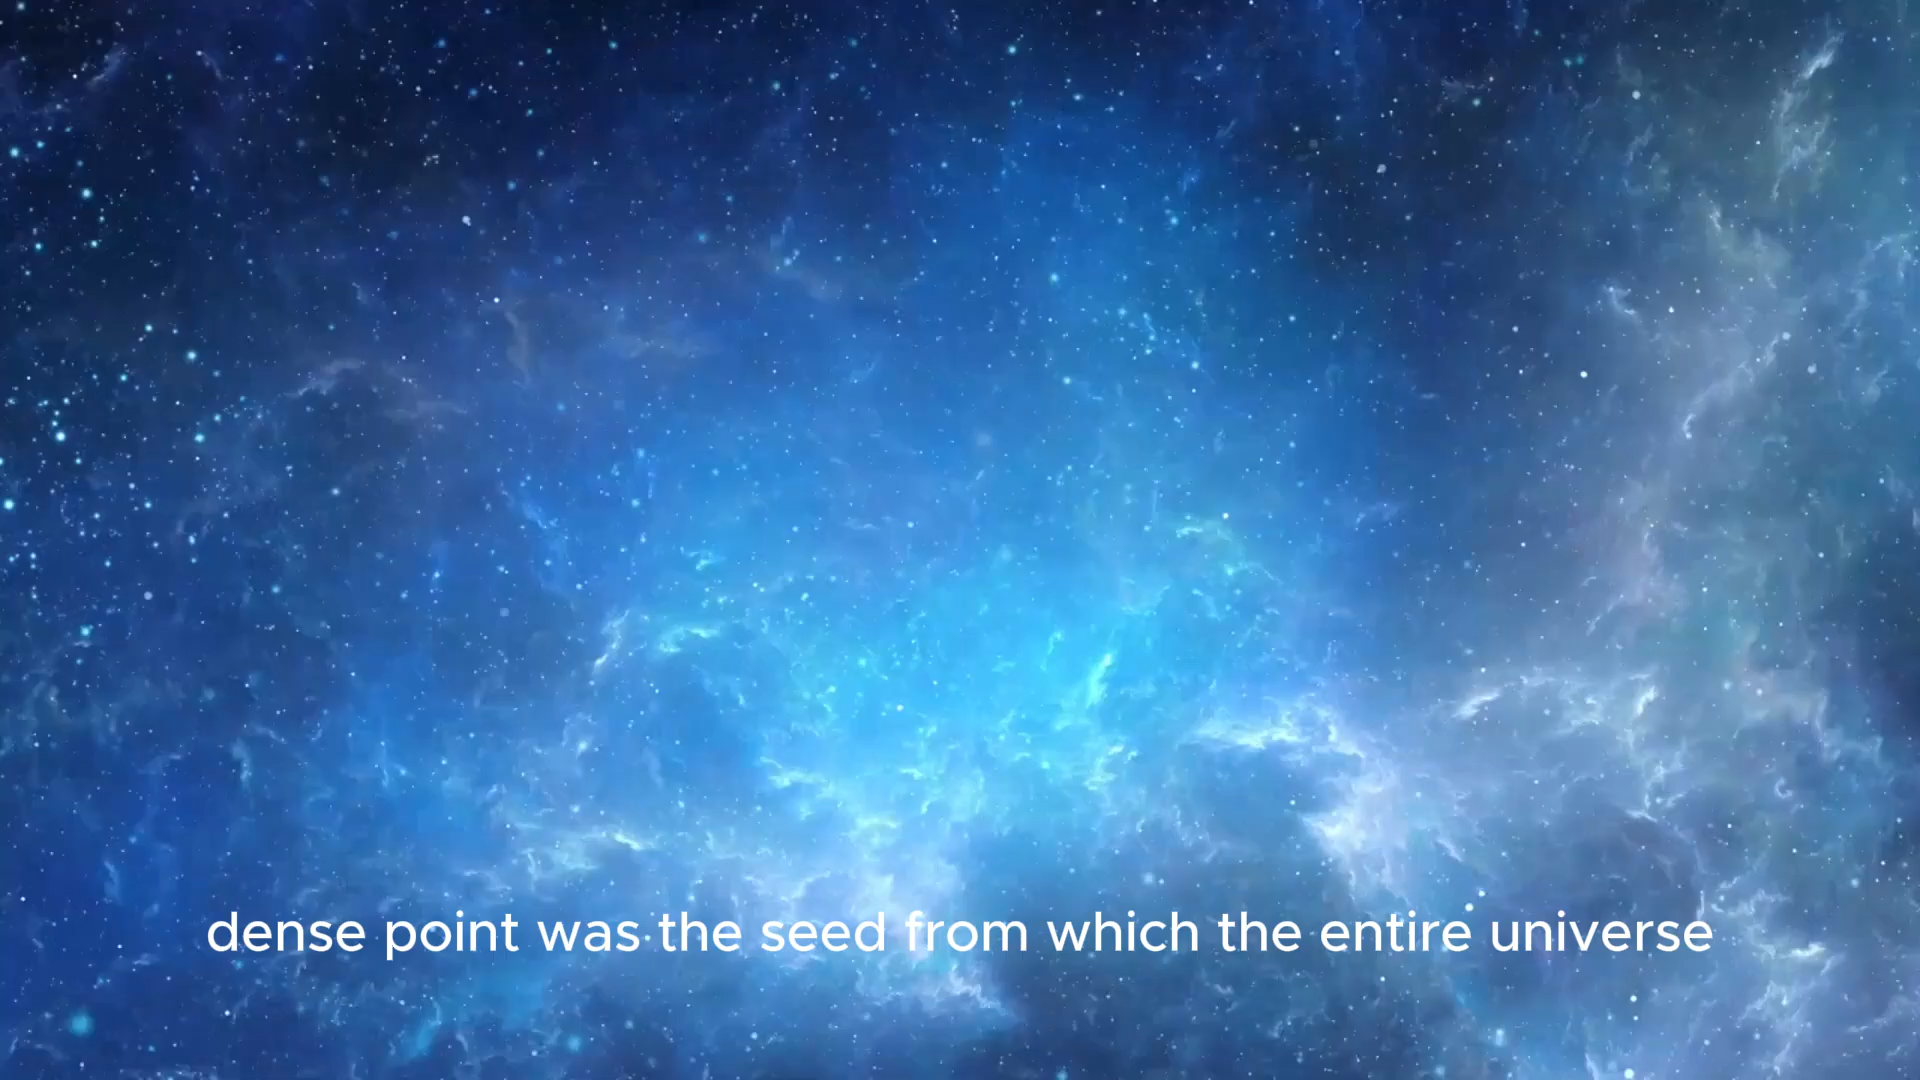 dense point was the seed from which the entire universe